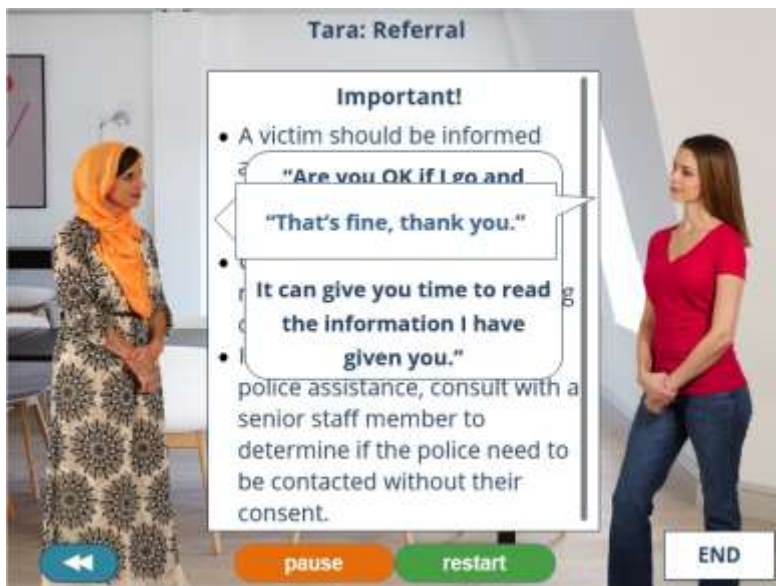 Tara: Referral
Important!
A victim should be informed
"Are you OK if I go and
"That's fine, thank you."
It can give you time to read
the information I have
given you."
police assistance, consult with a
senior staff member to
determine if the police need to
be contacted without their
consent.
pause
restart
END